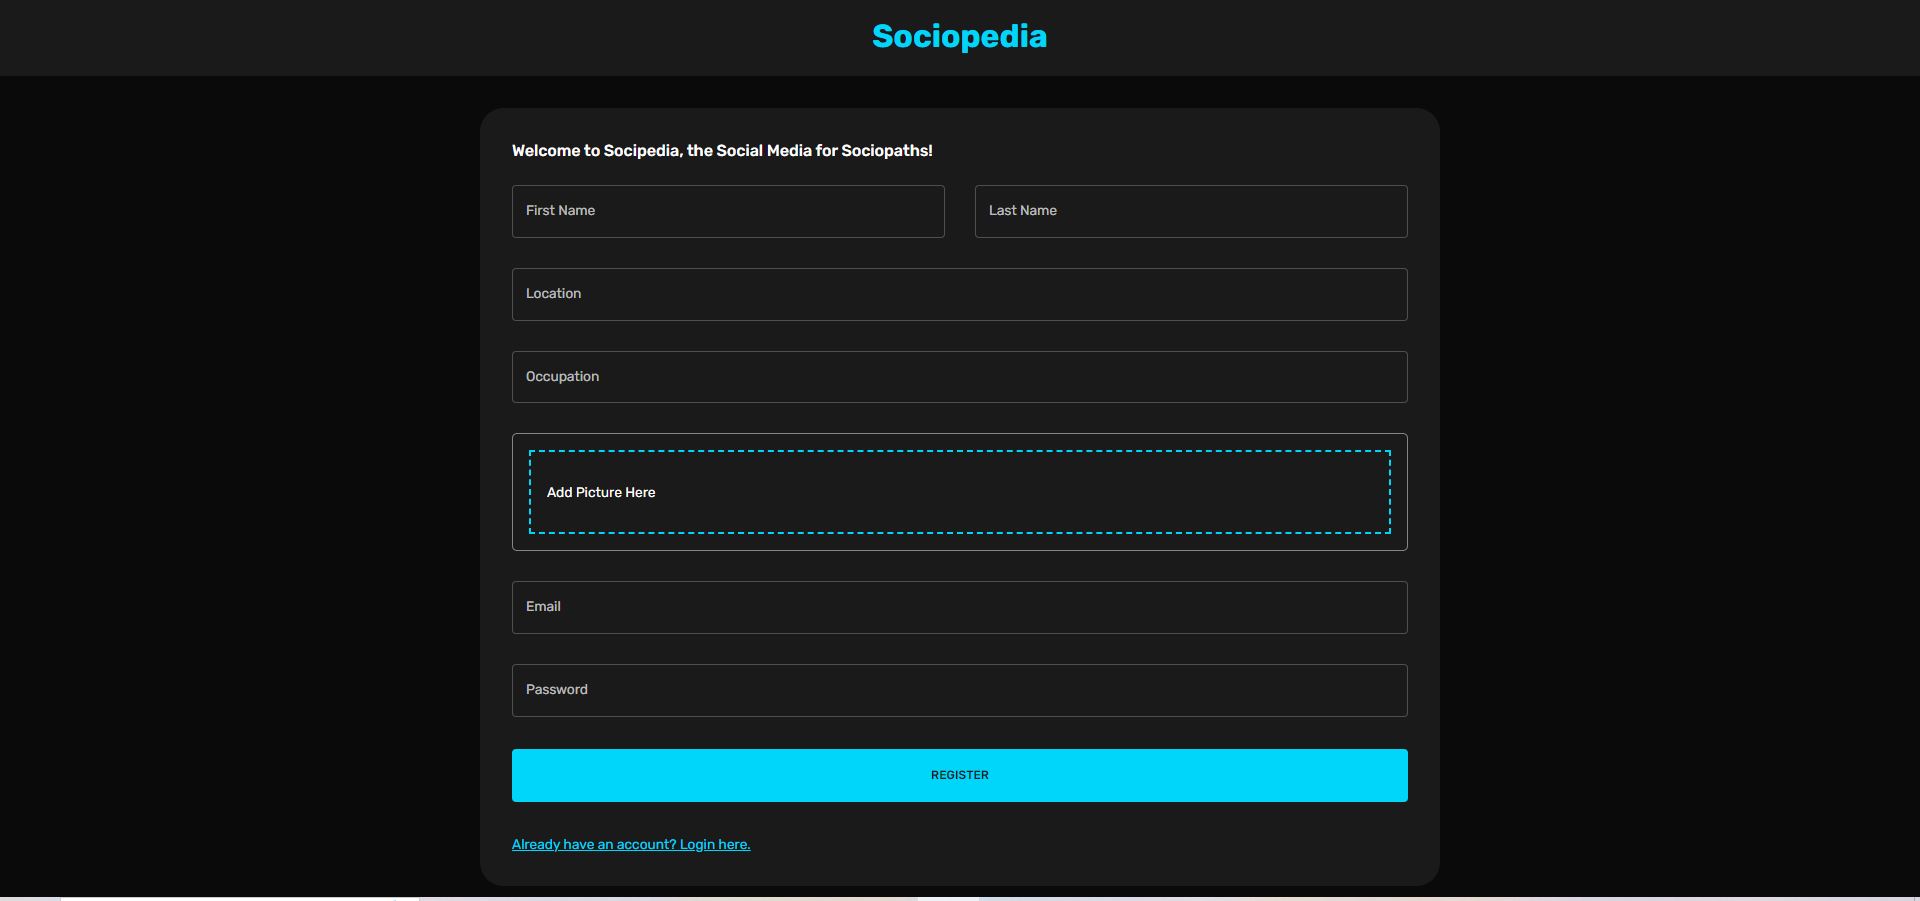 Sociopedia
Welcome to Socipedia, the Social Media for Sociopaths!
First Name
Last Name
Location
Occupation
Add Picture Here
Email
Password
REGISTER
Already have an account? Login here.